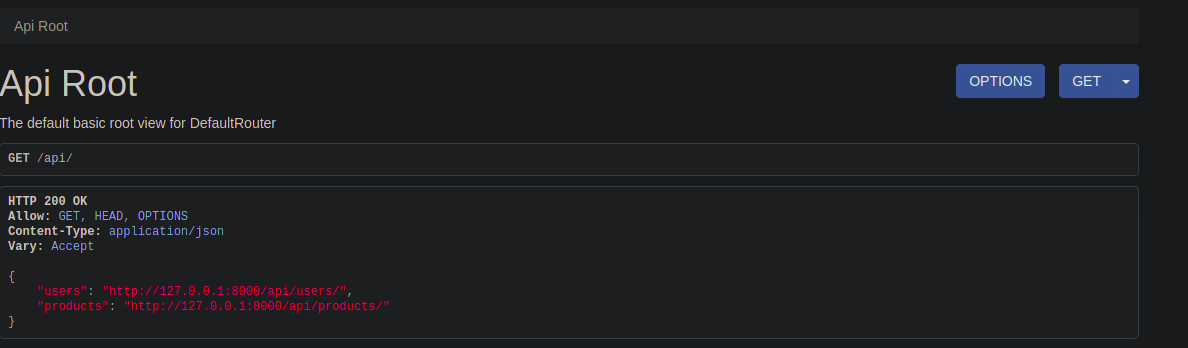 Api Root
Api Root
OPTIONS
GET
The default basic root view for DefaultRouter
GET /api/
HTTP 200 OK
Allow: GET, HEAD, OPTIONS
Content-Type: application/json
Vary: Accept
{
    "users": "http://127.0.0.1:8000/api/users/",
    "products": "http://127.0.0.1:8000/api/products/"
}